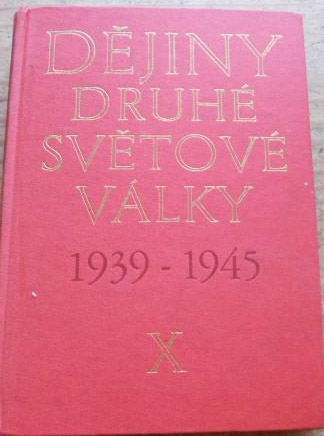 DĚJINY
DRUHÉ
SVĚTOVÉ
VÁLKY
1939 - 1945
X